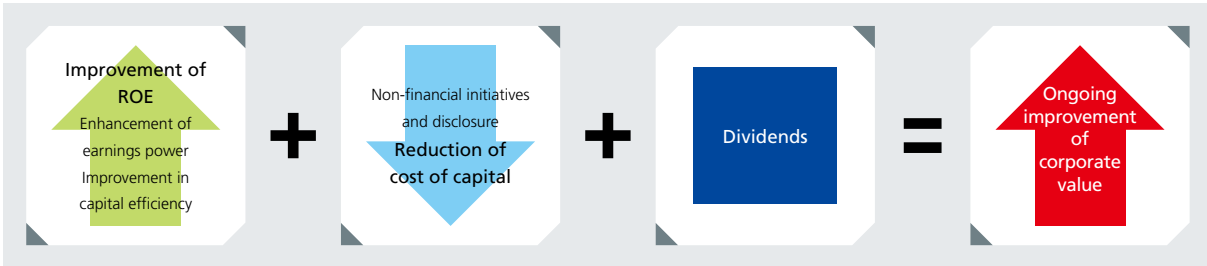 Improvement of
ROE
Enhancement of
earnings power
Improvement in
capital efficiency
+
Non-financial initiatives
and disclosure
Reduction of
cost of capital
+
Dividends
=
Ongoing
improvement
of
corporate
value